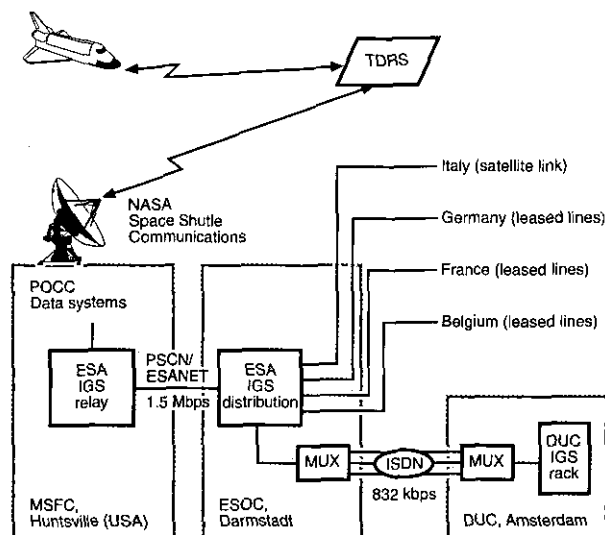 TDRS
NASA
Space Shutle
Communications
Italy (satellite link)
Germany (leased lines)
France (leased lines)
Belgium (leased lines)
POCC
Data systems
ESA
IGS
relay
PSCN/
ESANET
1.5 Mbps
ESA
IGS
distribution
MUX
ISDN
832 kbps
MUX
DUC
IGS
rack
MSFC,
Huntsville (USA)
ESOC,
Darmstadt
DUC, Amsterdam